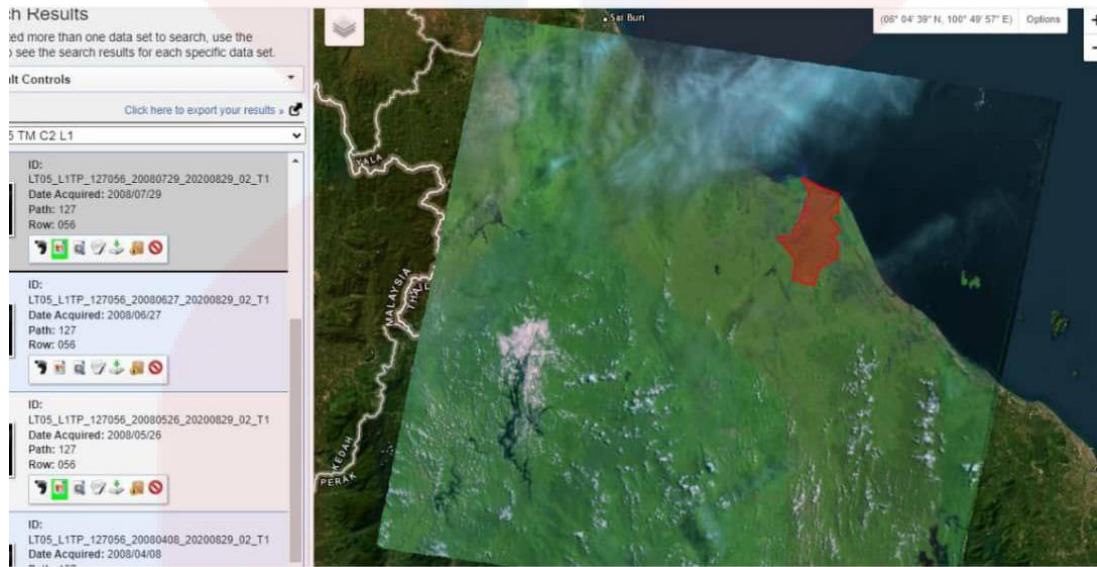 ch Results
ted more than one data set to search, use the
o see the search results for each specific data set.
ult Controls
Click here to export your results »
5 TM C2 L1
ID:
LT05_L1TP_127056_20080729_20200829_02_T1
Date Acquired: 2008/07/29
Path: 127
Row: 056
ID:
LT05_L1TP_127056_20080627_20200829_02_T1
Date Acquired: 2008/06/27
Path: 127
Row: 056
ID:
LT05_L1TP_127056_20080526_20200829_02_T1
Date Acquired: 2008/05/26
Path: 127
Row: 056
ID:
LT05_L1TP_127056_20080408_20200829_02_T1
Date Acquired: 2008/04/08
Sai Buri
(06° 04' 39" N, 100° 49' 57" E) Options
+
−
YALA
MALAYSIA
KEDAH
PERAK